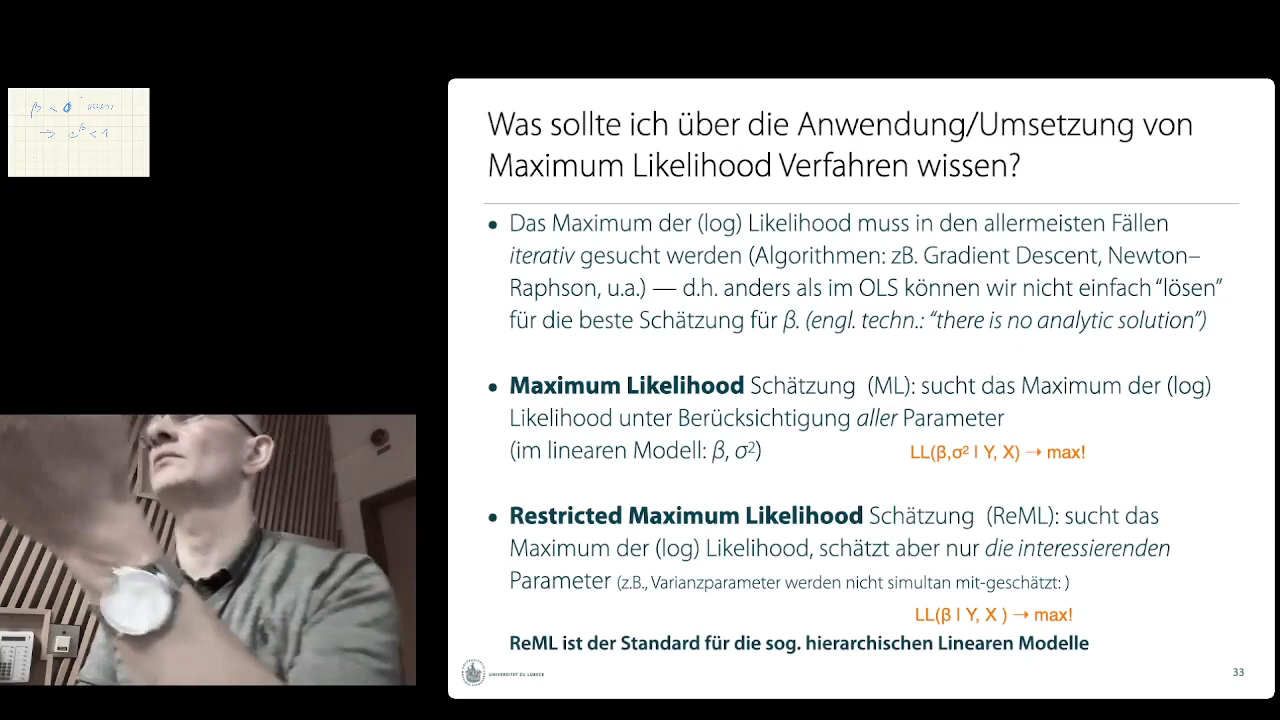 β < 0
→ e^β < 1
Was sollte ich über die Anwendung/Umsetzung von
Maximum Likelihood Verfahren wissen?
• Das Maximum der (log) Likelihood muss in den allermeisten Fällen
iterativ gesucht werden (Algorithmen: zB. Gradient Descent, Newton–
Raphson, u.a.) — d.h. anders als im OLS können wir nicht einfach “lösen”
für die beste Schätzung für β. (engl. techn.: “there is no analytic solution”)
• Maximum Likelihood Schätzung (ML): sucht das Maximum der (log)
Likelihood unter Berücksichtigung aller Parameter
(im linearen Modell: β, σ²)
LL(β,σ² | Y, X) → max!
• Restricted Maximum Likelihood Schätzung (ReML): sucht das
Maximum der (log) Likelihood, schätzt aber nur die interessierenden
Parameter (z.B., Varianzparameter werden nicht simultan mit-geschätzt: )
LL(β | Y, X ) → max!
ReML ist der Standard für die sog. hierarchischen Linearen Modelle
UNIVERSITÄT ZU LÜBECK
33